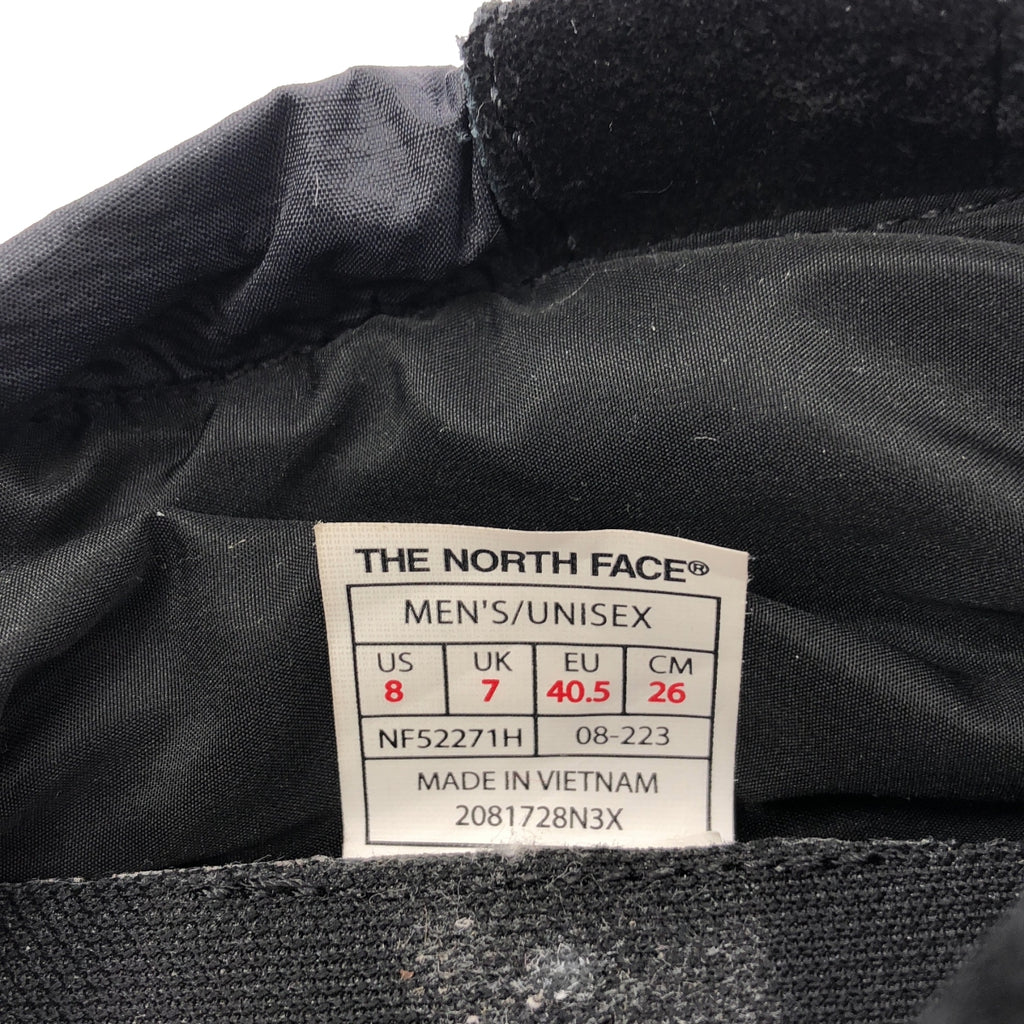 THE NORTH FACE®
MEN'S/UNISEX
US UK EU CM
8 7 40.5 26
NF52271H 08-223
MADE IN VIETNAM
2081728N3X